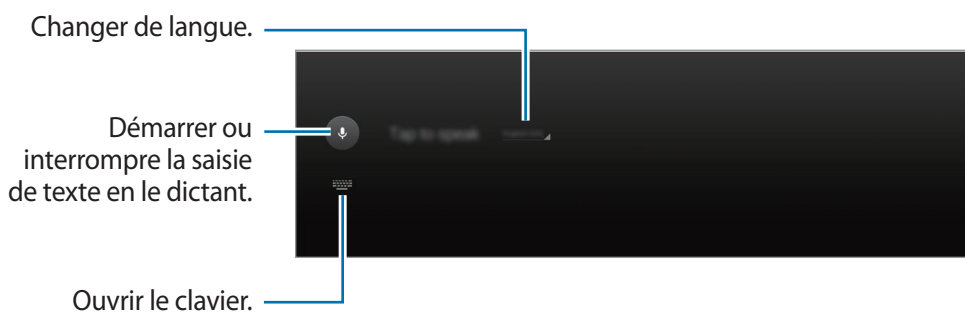 Changer de langue.
Démarrer ou
interrompre la saisie
de texte en le dictant.
Tap to speak
Ouvrir le clavier.